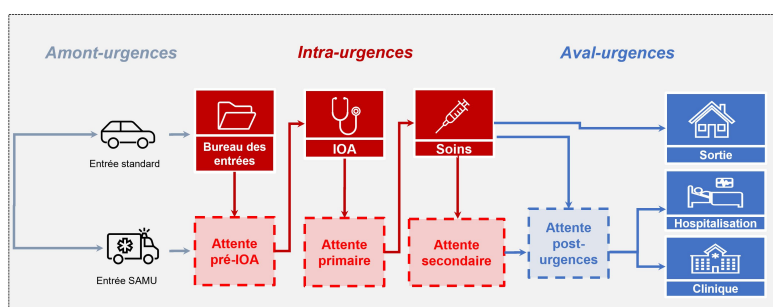 Amont-urgences
Intra-urgences
Aval-urgences
Entrée standard
Bureau des
entrées
IOA
Soins
Sortie
Entrée SAMU
Attente
pré-IOA
Attente
primaire
Attente
secondaire
Attente
post-
urgences
Hospitalisation
Clinique